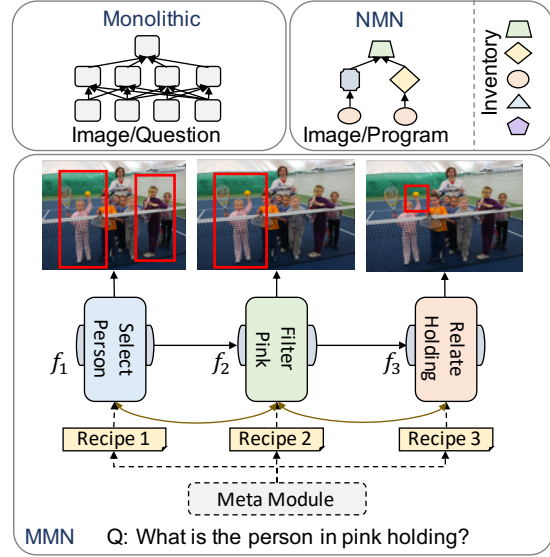 Monolithic
Image/Question
NMN
Image/Program
Inventory
Select
Person
Filter
Pink
Relate
Holding
f1
f2
f3
Recipe 1
Recipe 2
Recipe 3
Meta Module
MMN
Q: What is the person in pink holding?